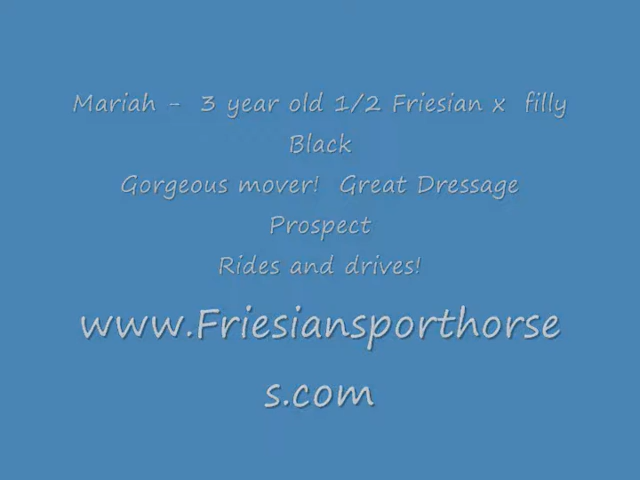 Mariah - 3 year old 1/2 Friesian x filly
Black
Gorgeous mover! Great Dressage
Prospect
Rides and drives!
www.Friesiansporthorse
s.com